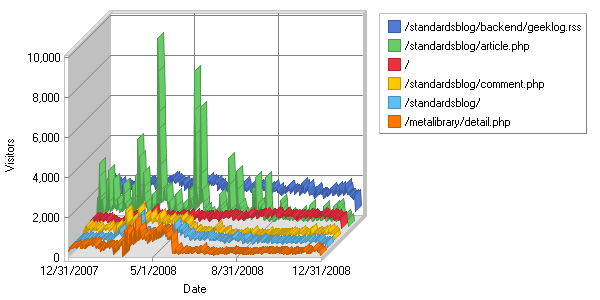 10,000
8,000
6,000
4,000
2,000
0
Visitors
12/31/2007
5/1/2008
8/31/2008
12/31/2008
Date
/standardsblog/backend/geeklog.rss
/standardsblog/article.php
/
/standardsblog/comment.php
/standardsblog/
/metalibrary/detail.php